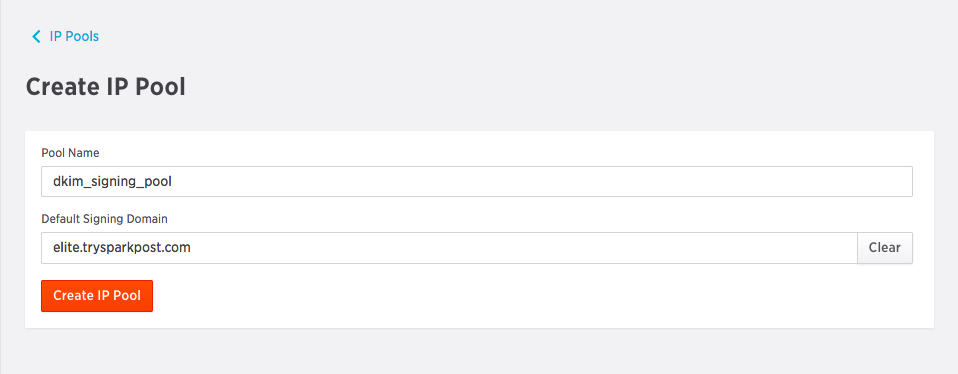 IP Pools
Create IP Pool
Pool Name
dkim_signing_pool
Default Signing Domain
elite.trysparkpost.com
Clear
Create IP Pool